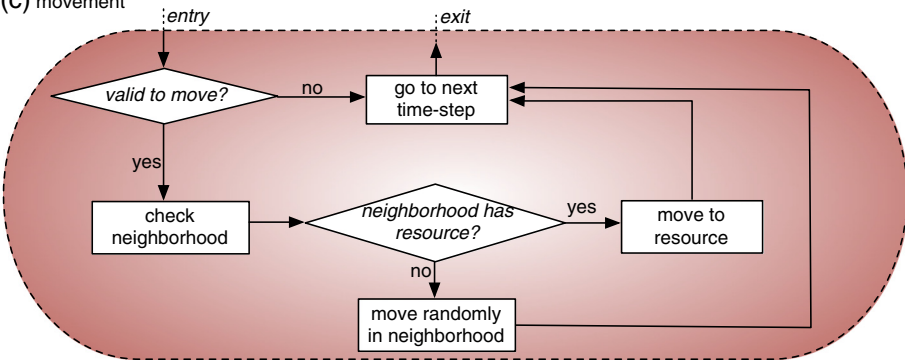 (c) movement
entry
exit
valid to move?
no
go to next
time-step
yes
check
neighborhood
neighborhood has
resource?
yes
move to
resource
no
move randomly
in neighborhood